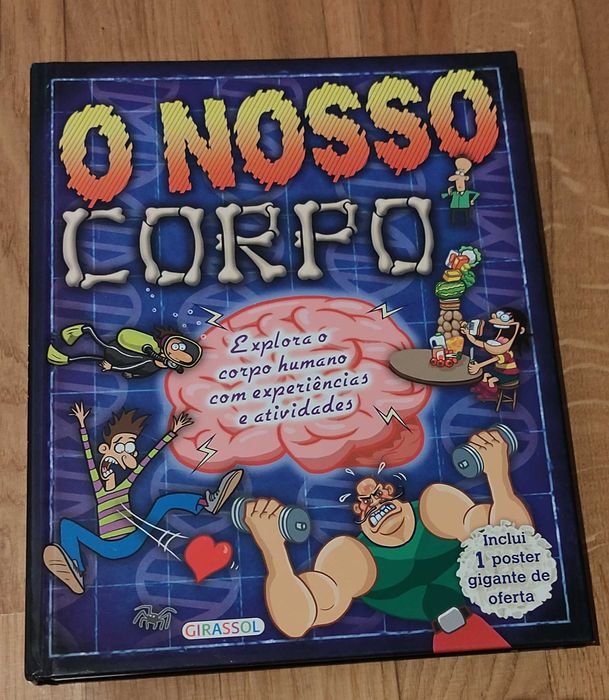 O NOSSO
CORPO
Explora o
corpo humano
com experiências
e atividades
Inclui
1 poster
gigante de
oferta
GIRASSOL